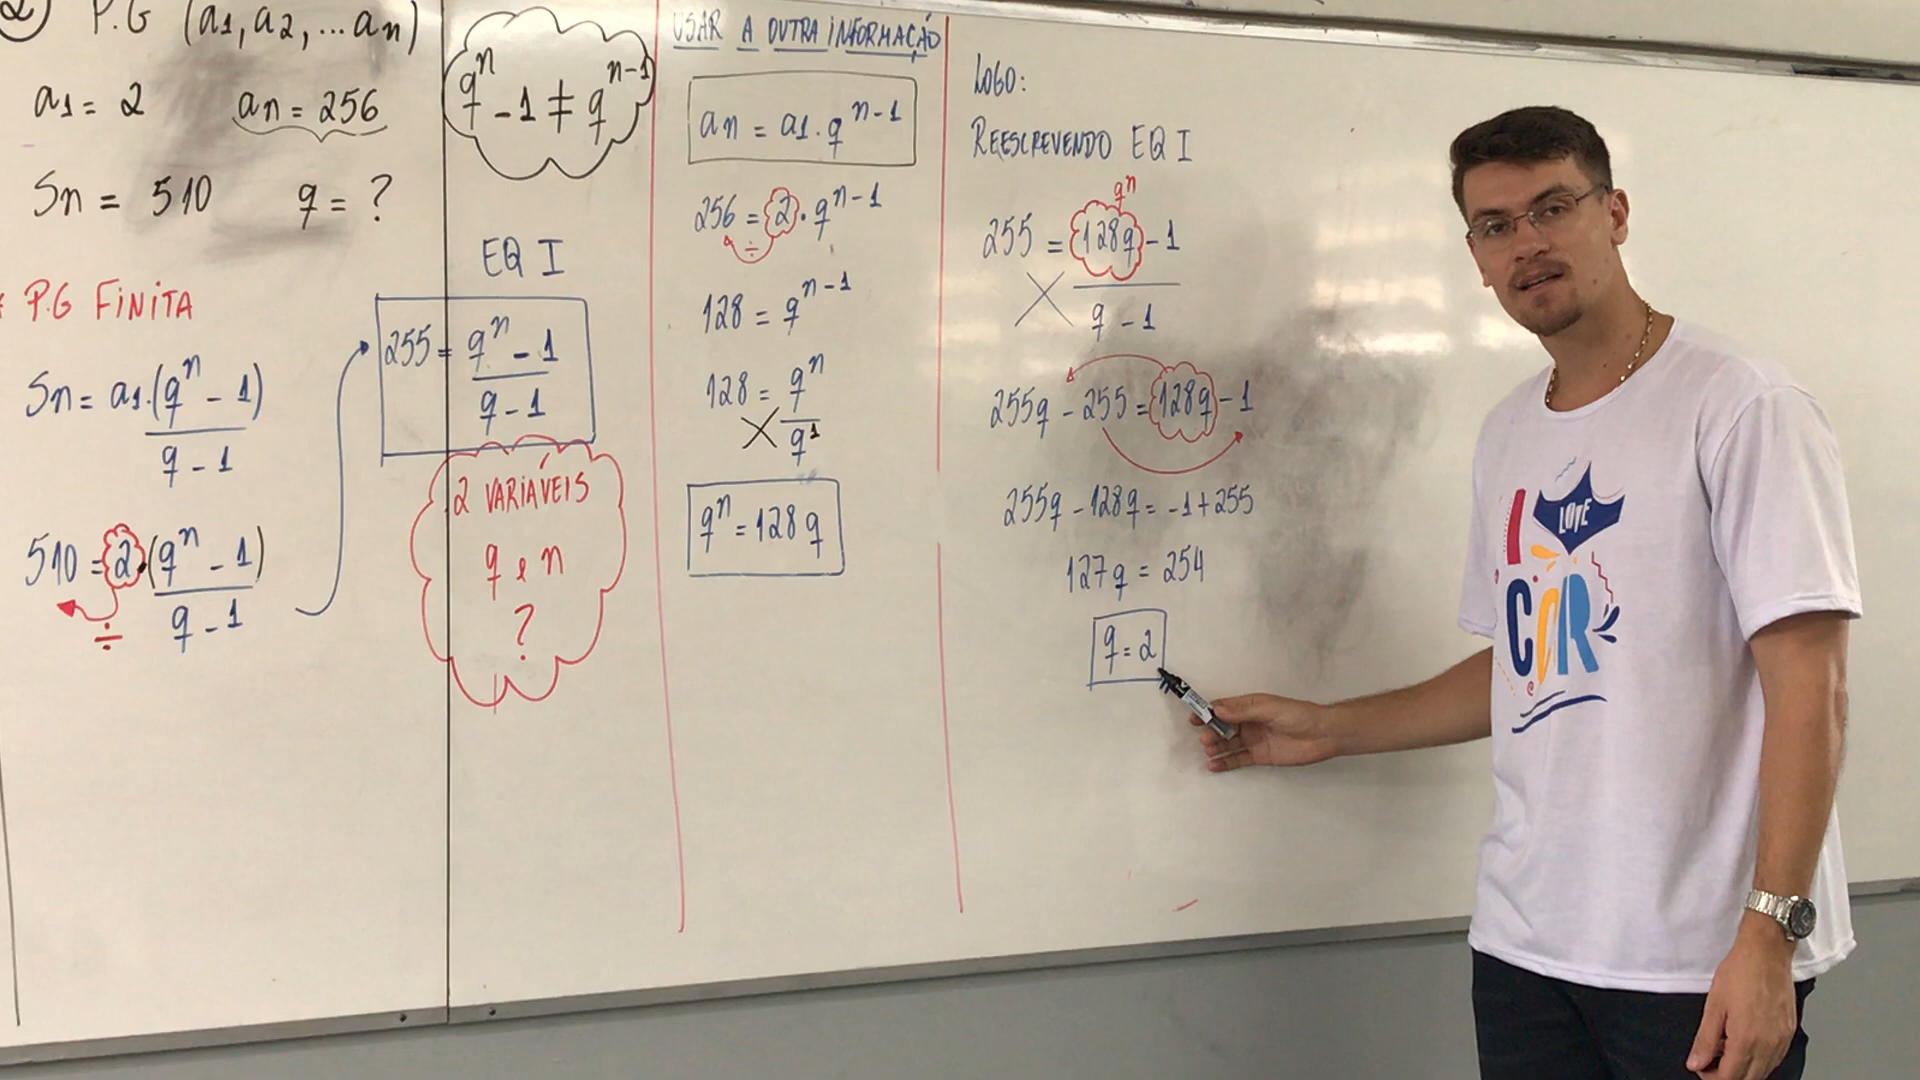 2) P.G (a1, a2, ... an)
a1 = 2 an = 256
Sn = 510 q = ?
* P.G FINITA
Sn = a1.(q^n - 1)
q - 1
510 = 2.(q^n - 1)
q - 1
÷
q^n - 1 ≠ q^n-1
EQ I
255 = q^n - 1
q - 1
2 VARIÁVEIS
q e n
?
USAR A OUTRA INFORMAÇÃO
an = a1.q^n-1
256 = 2.q^n-1
÷
128 = q^n-1
128 = q^n
q^1
q^n = 128q
LOGO:
REESCREVENDO EQ I
q^n
255 = 128q - 1
q - 1
255q - 255 = 128q - 1
255q - 128q = -1 + 255
127q = 254
q = 2
I
LOVE
CCIR